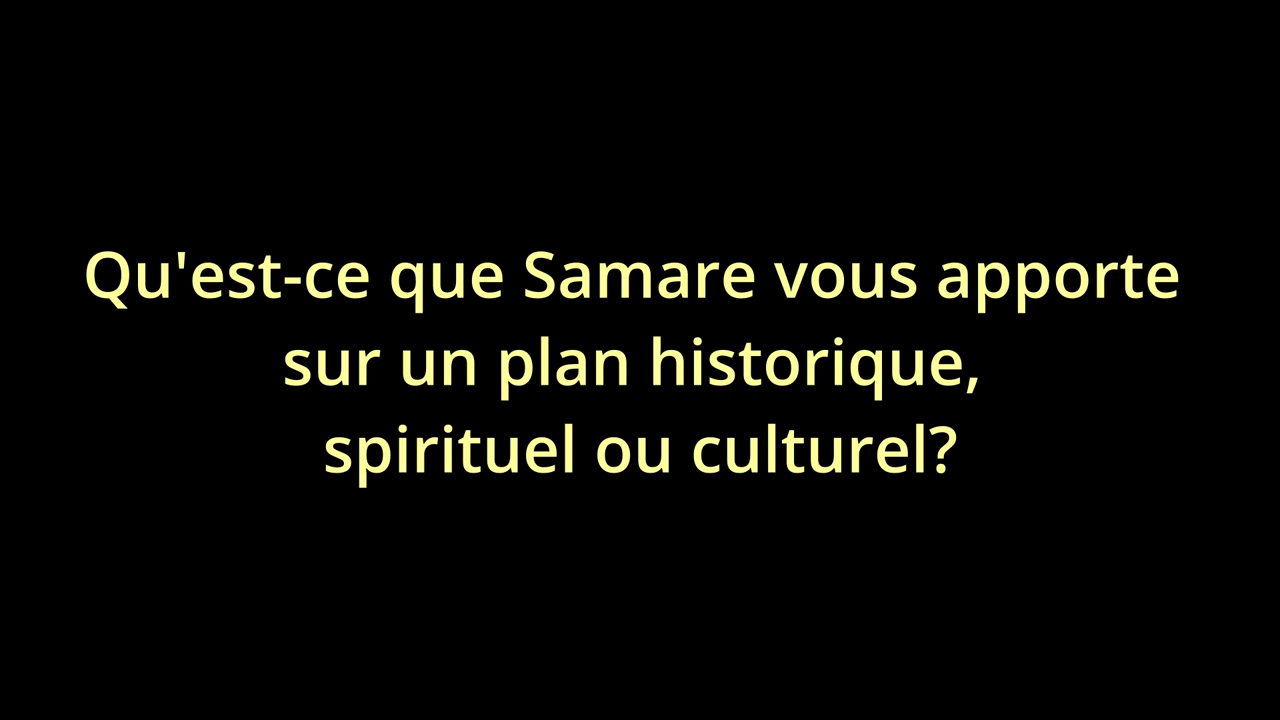 Qu'est-ce que Samare vous apporte
sur un plan historique,
spirituel ou culturel?